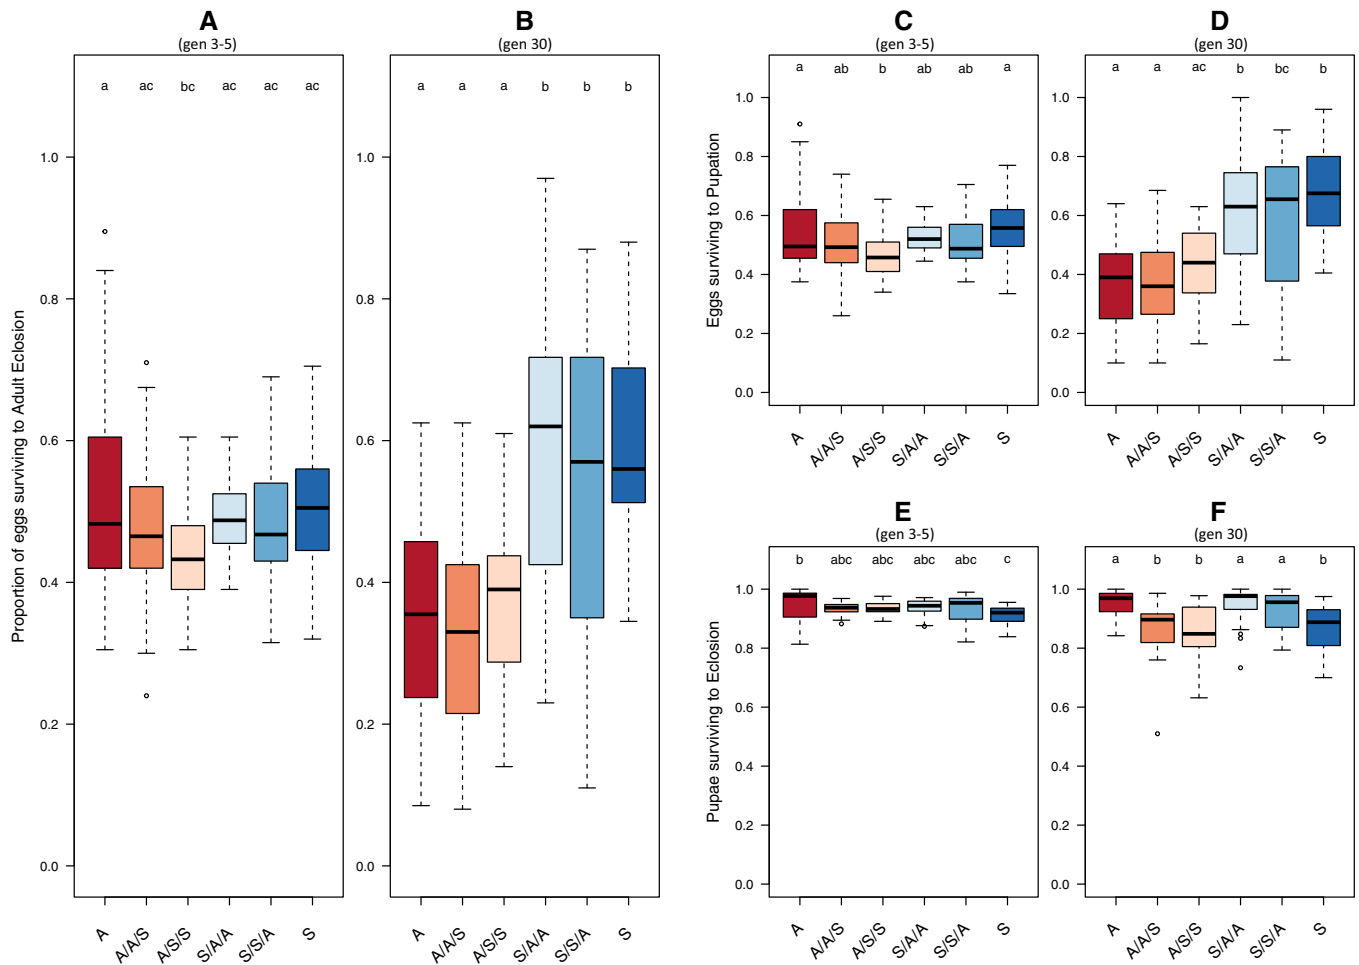 A
(gen 3-5)
Proportion of eggs surviving to Adult Eclosion
1.0
0.8
0.6
0.4
0.2
0.0
a ac bc ac ac ac
A A/A/S A/S/S S/A/A S/S/A S
B
(gen 30)
1.0
0.8
0.6
0.4
0.2
0.0
a a a b b b
A A/A/S A/S/S S/A/A S/S/A S
C
(gen 3-5)
Eggs surviving to Pupation
1.0
0.8
0.6
0.4
0.2
0.0
a ab b ab ab a
A A/A/S A/S/S S/A/A S/S/A S
D
(gen 30)
1.0
0.8
0.6
0.4
0.2
0.0
a a ac b bc b
A A/A/S A/S/S S/A/A S/S/A S
E
(gen 3-5)
Pupae surviving to Eclosion
1.0
0.8
0.6
0.4
0.2
0.0
b abc abc abc abc c
A A/A/S A/S/S S/A/A S/S/A S
F
(gen 30)
1.0
0.8
0.6
0.4
0.2
0.0
a b b a a b
A A/A/S A/S/S S/A/A S/S/A S